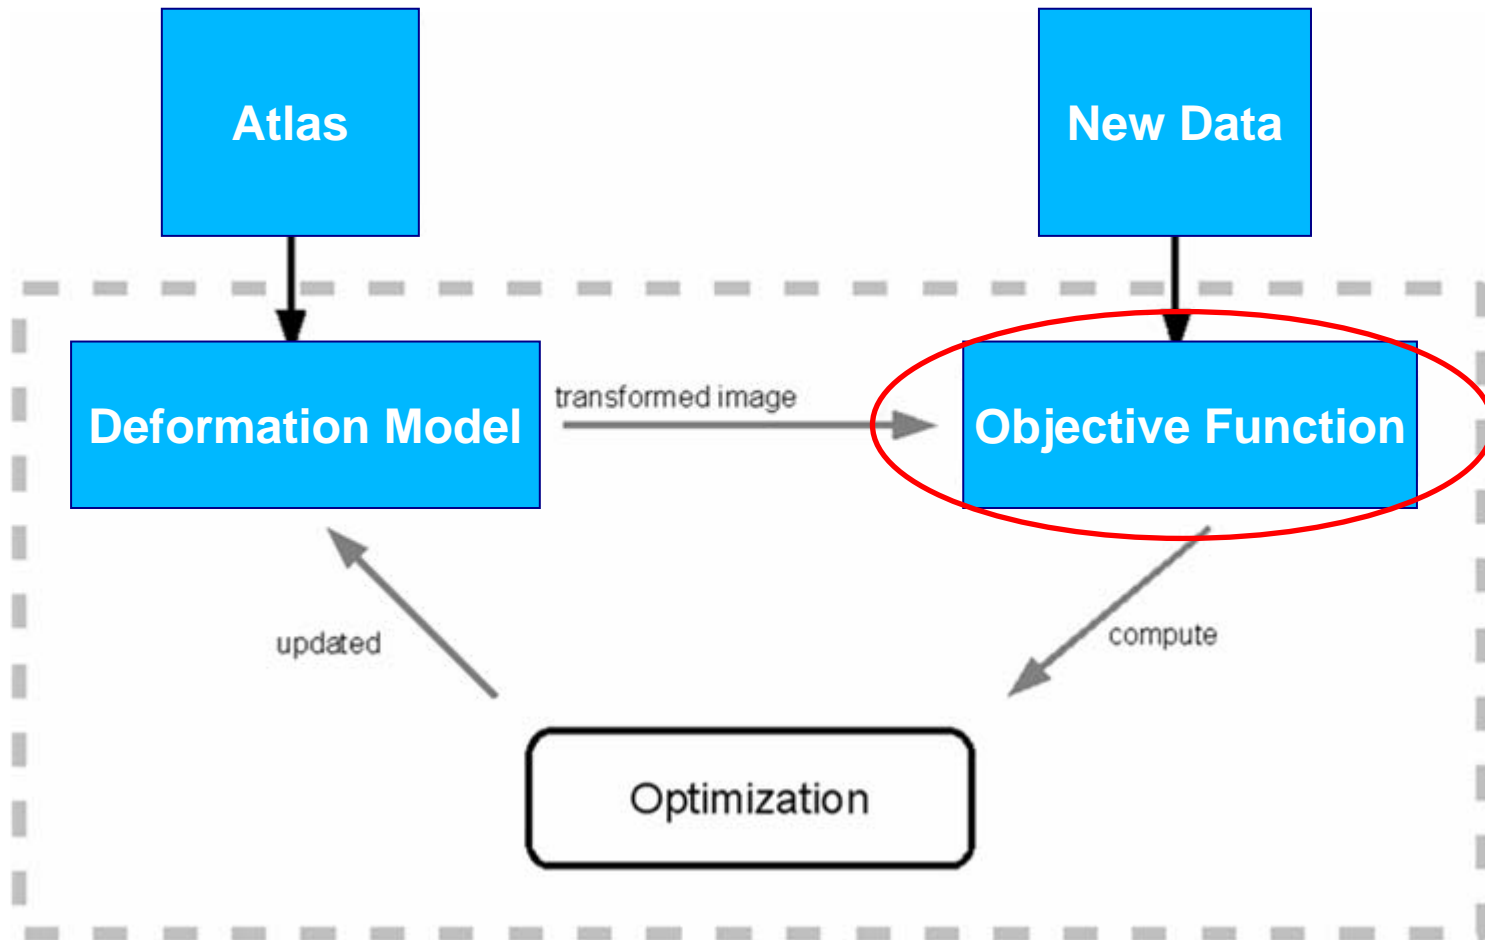 Atlas
New Data
transformed image
Deformation Model
Objective Function
updated
compute
Optimization